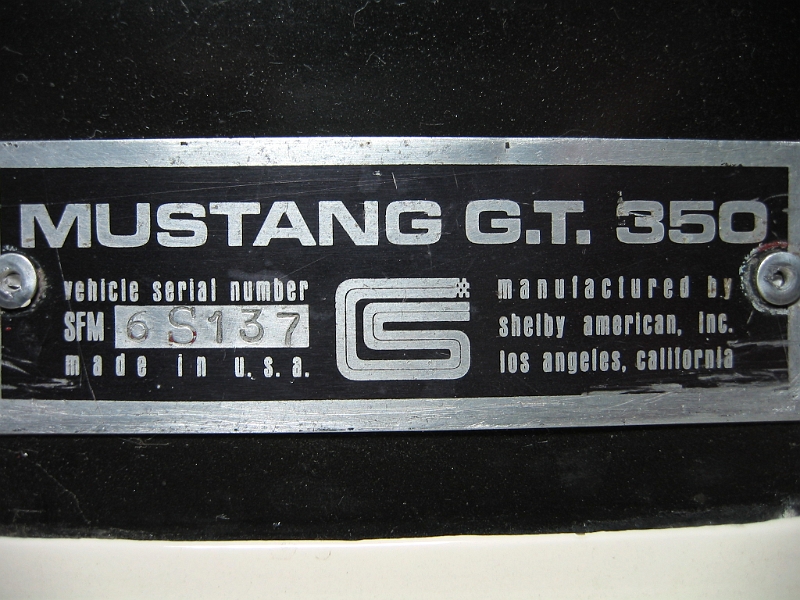 MUSTANG G.T. 350
vehicle serial number
SFM 6S137
made in u.s.a.
manufactured by
shelby american, inc.
los angeles, california